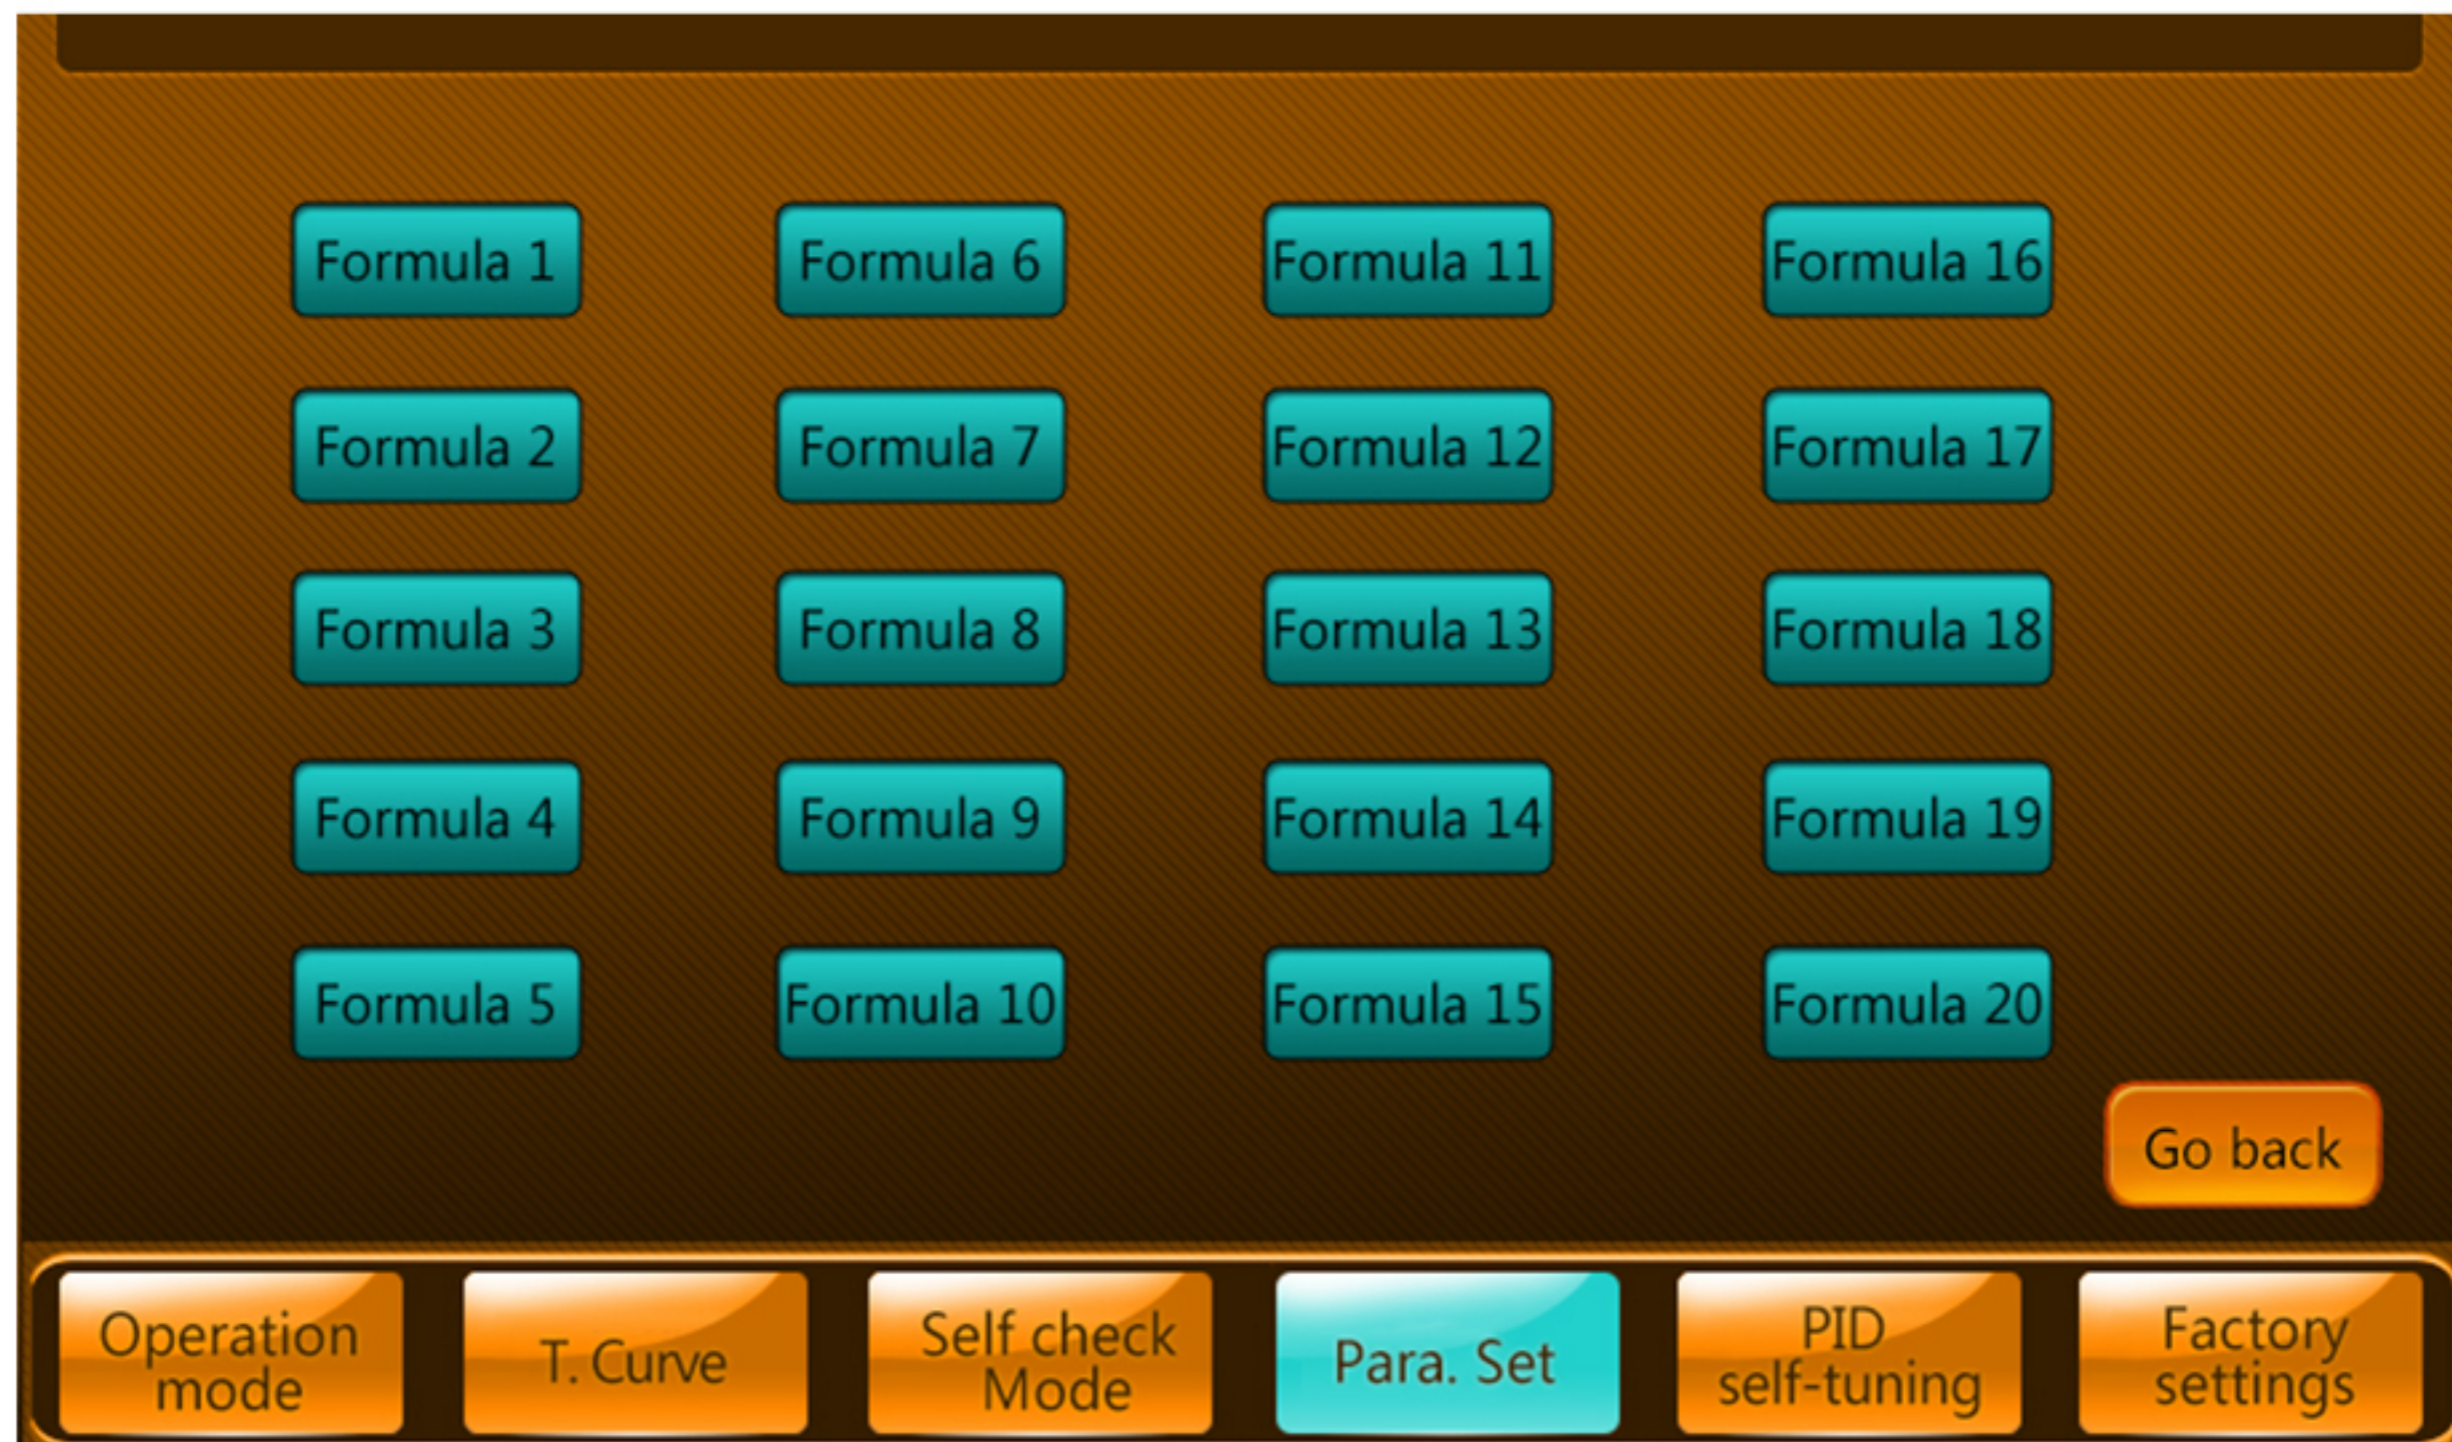 Formula 1
Formula 6
Formula 11
Formula 16
Formula 2
Formula 7
Formula 12
Formula 17
Formula 3
Formula 8
Formula 13
Formula 18
Formula 4
Formula 9
Formula 14
Formula 19
Formula 5
Formula 10
Formula 15
Formula 20
Go back
Operation
mode
T. Curve
Self check
Mode
Para. Set
PID
self-tuning
Factory
settings